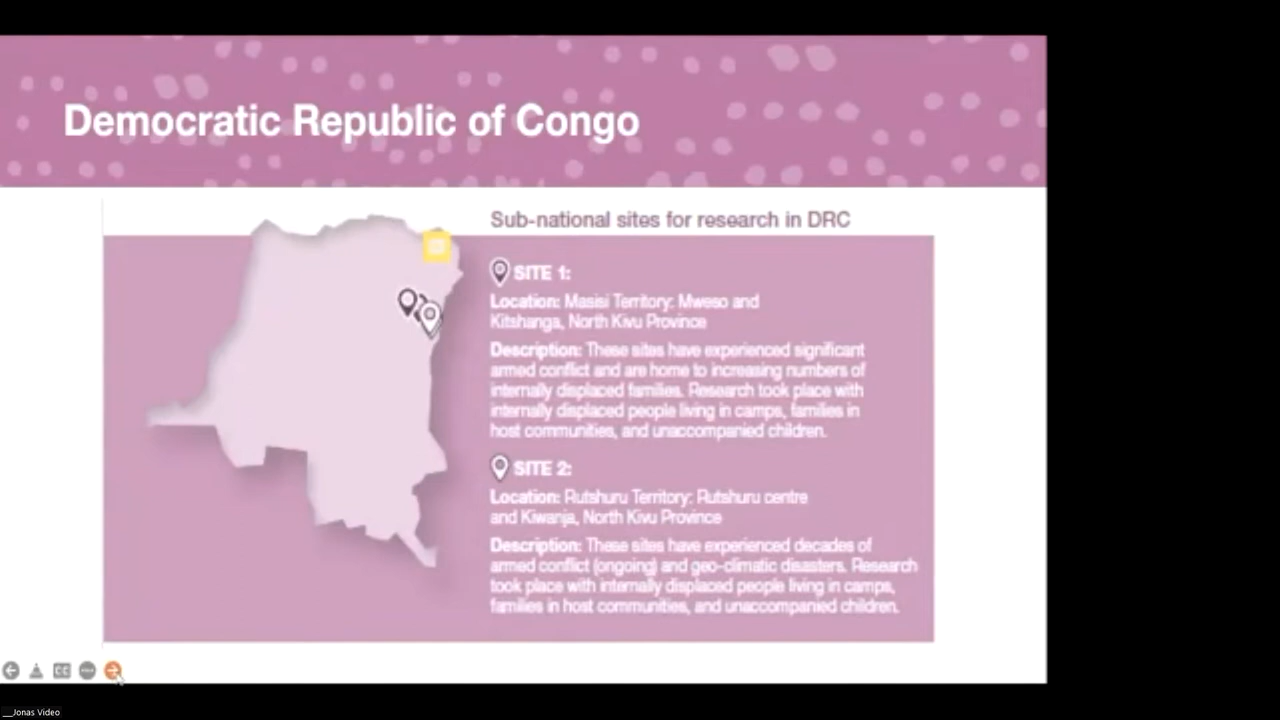 Democratic Republic of Congo
Sub-national sites for research in DRC
SITE 1:
Location: Masisi Territory: Mweso and
Kitshanga, North Kivu Province
Description: These sites have experienced significant
armed conflict and are home to increasing numbers of
internally displaced families. Research took place with
internally displaced people living in camps, families in
host communities, and unaccompanied children.
SITE 2:
Location: Rutshuru Territory: Rutshuru centre
and Kiwanja, North Kivu Province
Description: These sites have experienced decades of
armed conflict (ongoing) and geo-climatic disasters. Research
took place with internally displaced people living in camps,
families in host communities, and unaccompanied children.
CC
__Jonas Video